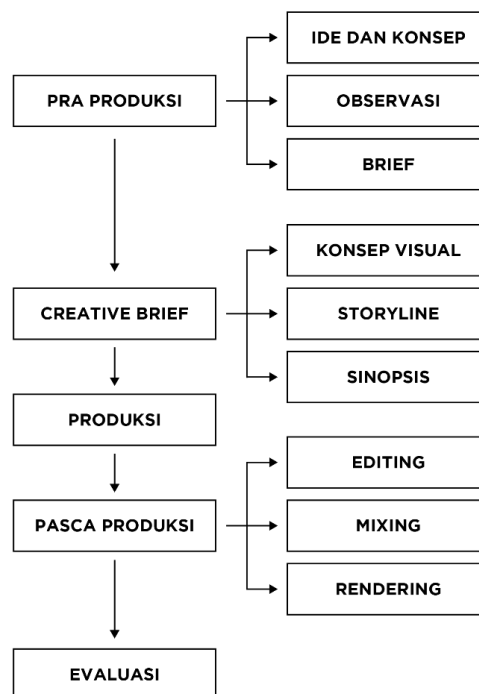 PRA PRODUKSI
IDE DAN KONSEP
OBSERVASI
BRIEF
CREATIVE BRIEF
KONSEP VISUAL
STORYLINE
SINOPSIS
PRODUKSI
PASCA PRODUKSI
EDITING
MIXING
RENDERING
EVALUASI